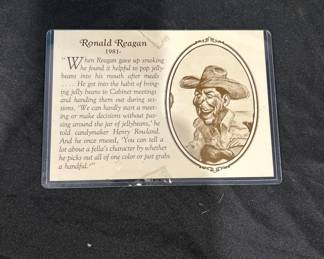 Ronald Reagan
1981-
"When Reagan gave up smoking
he found it helpful to pop jelly-
beans into his mouth after meals
. . . . He got into the habit of bring-
ing jelly beans to Cabinet meetings
and handing them out during ses-
sions. 'We can hardly start a meet-
ing or make decisions without pass-
ing around the jar of jellybeans,' he
told candymaker Henry Rowland.
And he once mused, 'You can tell a
lot about a fella's character by whether
he picks out all of one color or just grabs
a handful.'"